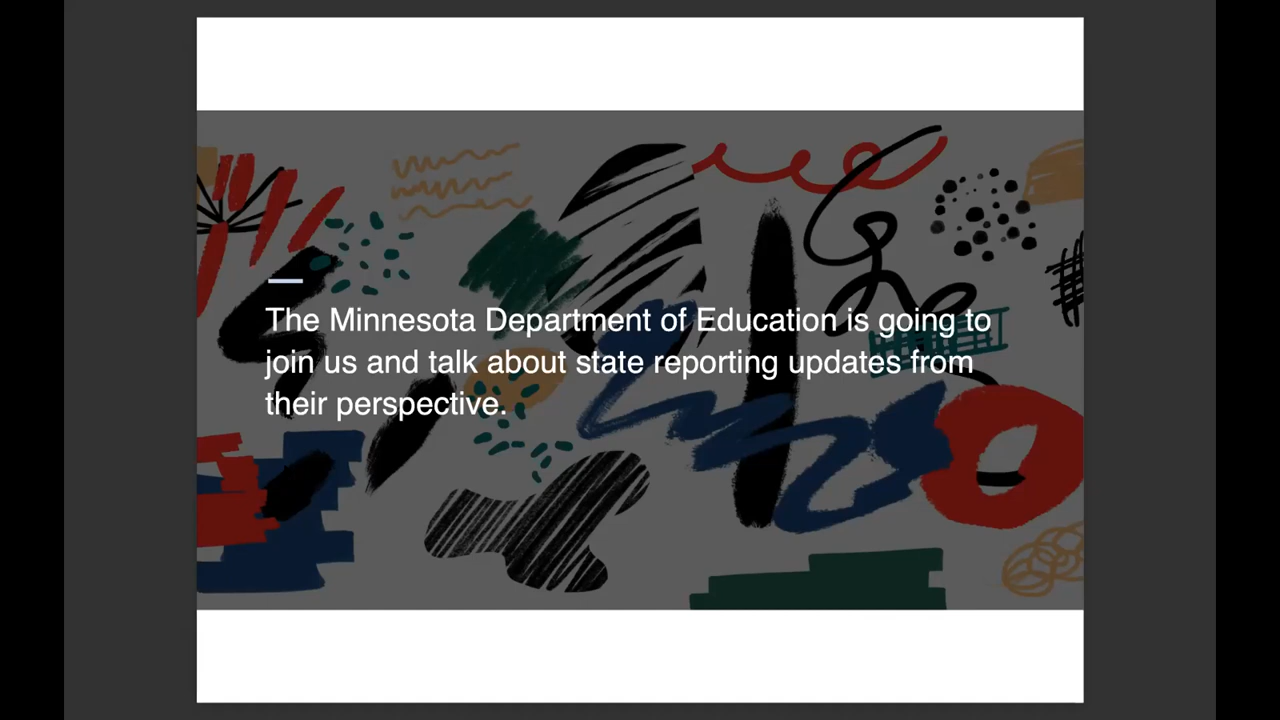 The Minnesota Department of Education is going to
join us and talk about state reporting updates from
their perspective.